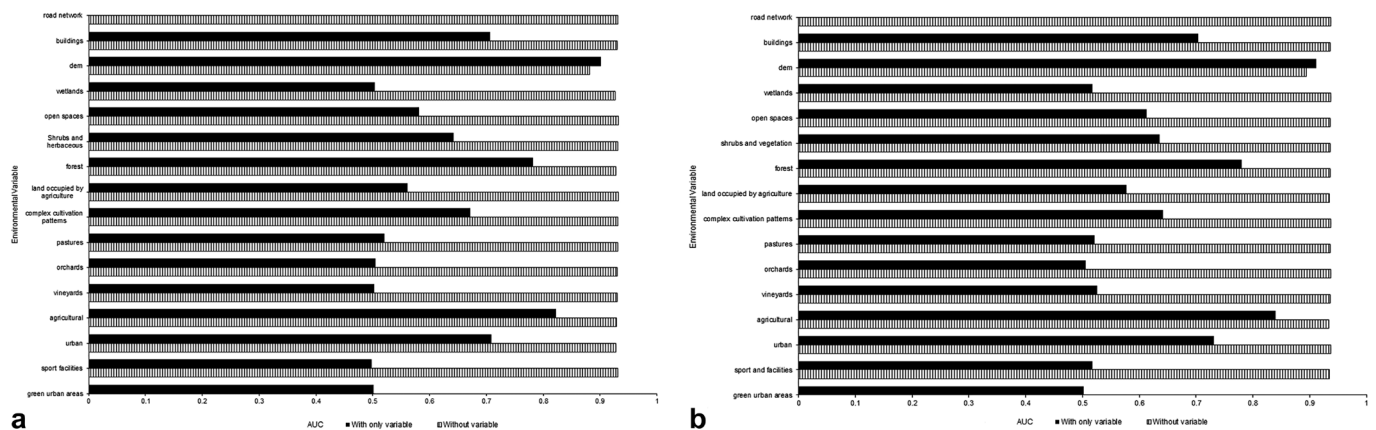 road network
buildings
dem
wetlands
open spaces
Shrubs and
herbaceous
forest
land occupied by
agriculture
complex cultivation
patterns
pastures
orchards
vineyards
agricultural
urban
sport facilities
green urban areas
Environmental Variable
0 0.1 0.2 0.3 0.4 0.5 0.6 0.7 0.8 0.9 1
AUC With only variable Without variable
a
road network
buildings
dem
wetlands
open spaces
shrubs and vegetation
forest
land occupied by agriculture
complex cultivation patterns
pastures
orchards
vineyards
agricultural
urban
sport and facilities
green urban areas
Environmental Variable
0 0.1 0.2 0.3 0.4 0.5 0.6 0.7 0.8 0.9 1
AUC With only variable Without variable
b